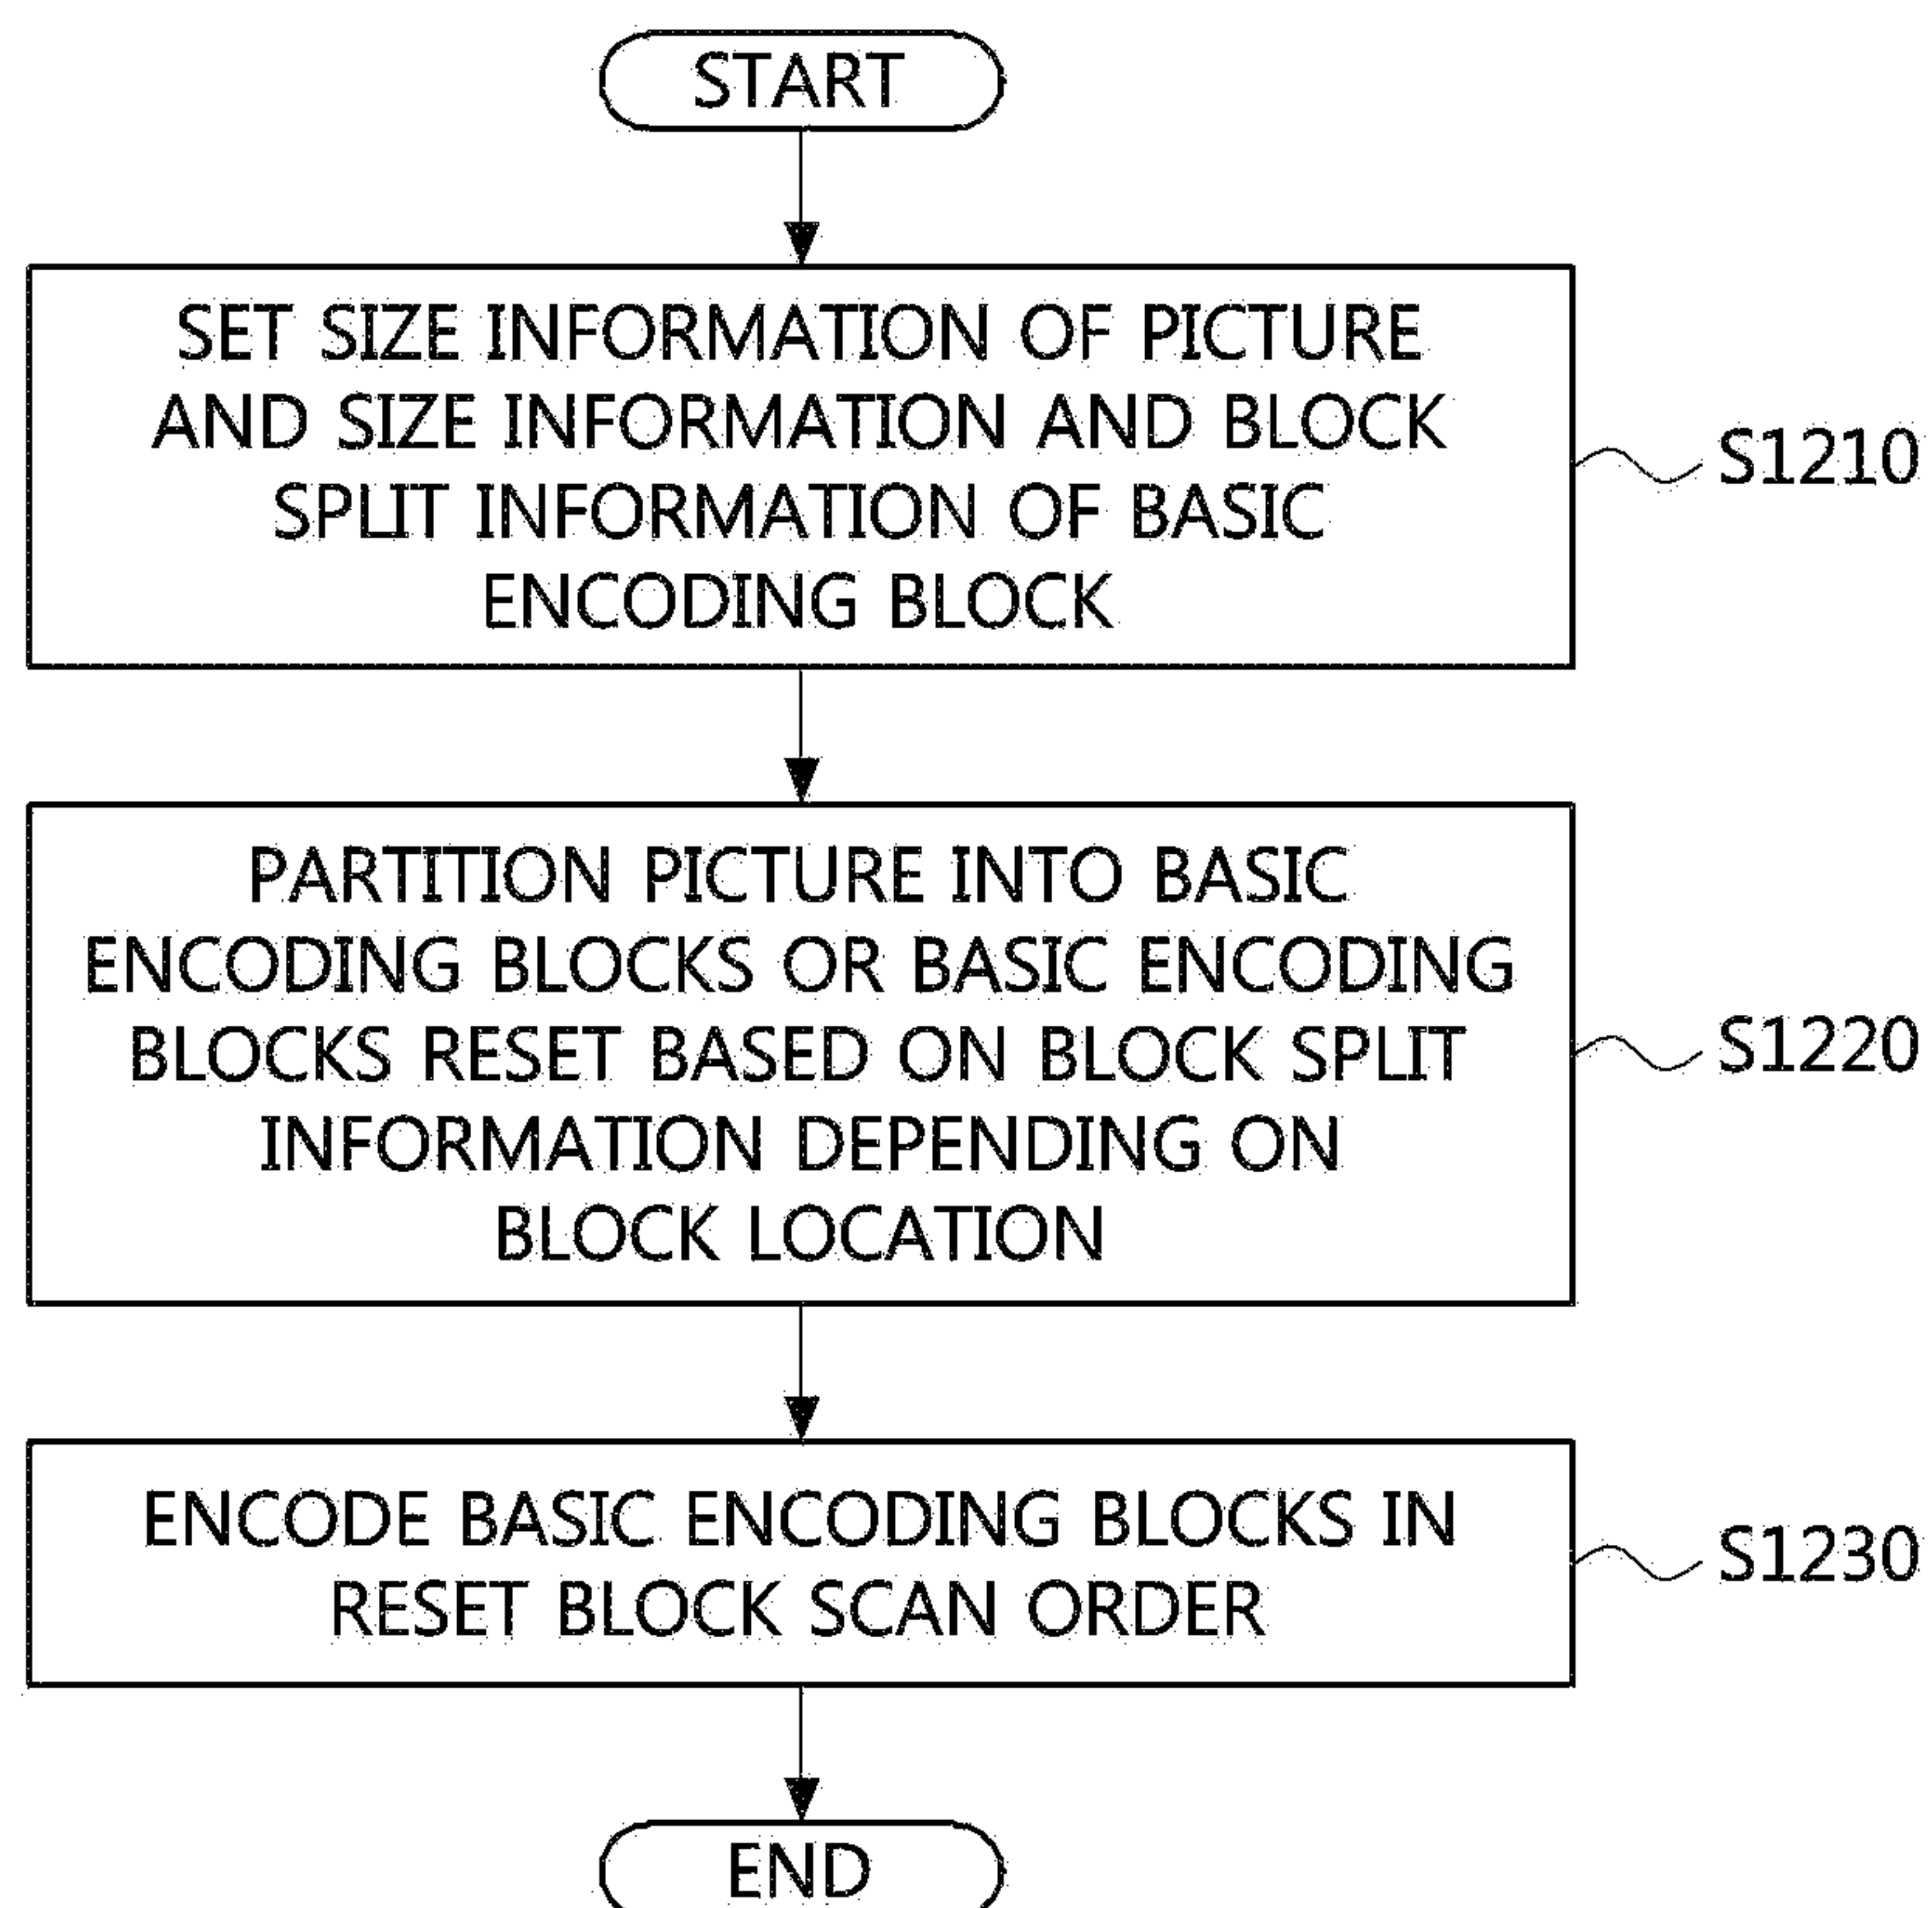 START
SET SIZE INFORMATION OF PICTURE
AND SIZE INFORMATION AND BLOCK
SPLIT INFORMATION OF BASIC
ENCODING BLOCK
S1210
PARTITION PICTURE INTO BASIC
ENCODING BLOCKS OR BASIC ENCODING
BLOCKS RESET BASED ON BLOCK SPLIT
INFORMATION DEPENDING ON
BLOCK LOCATION
S1220
ENCODE BASIC ENCODING BLOCKS IN
RESET BLOCK SCAN ORDER
S1230
END